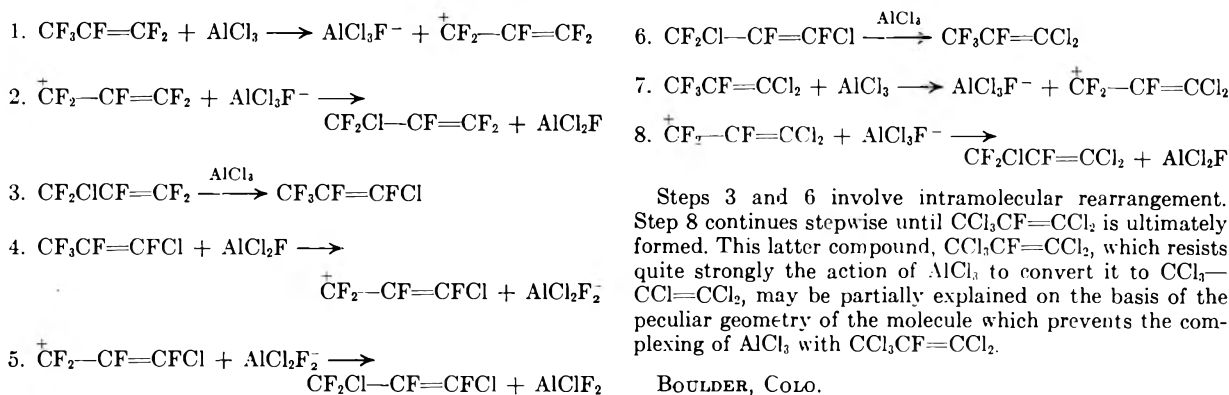 1. CF₃CF=CF₂ + AlCl₃ ⟶ AlCl₃F⁻ + C⁺F₂—CF=CF₂
2. C⁺F₂—CF=CF₂ + AlCl₃F⁻ ⟶
CF₂Cl—CF=CF₂ + AlCl₂F
3. CF₂ClCF=CF₂ —AlCl₃⟶ CF₃CF=CFCl
4. CF₃CF=CFCl + AlCl₂F ⟶
C⁺F₂—CF=CFCl + AlCl₂F₂⁻
5. C⁺F₂—CF=CFCl + AlCl₂F₂⁻ ⟶
CF₂Cl—CF=CFCl + AlClF₂
6. CF₂Cl—CF=CFCl —AlCl₃⟶ CF₃CF=CCl₂
7. CF₃CF=CCl₂ + AlCl₃ ⟶ AlCl₃F⁻ + C⁺F₂—CF=CCl₂
8. C⁺F₂—CF=CCl₂ + AlCl₃F⁻ ⟶
CF₂ClCF=CCl₂ + AlCl₂F
Steps 3 and 6 involve intramolecular rearrangement.
Step 8 continues stepwise until CCl₃CF=CCl₂ is ultimately
formed. This latter compound, CCl₃CF=CCl₂, which resists
quite strongly the action of AlCl₃ to convert it to CCl₃—
CCl=CCl₂, may be partially explained on the basis of the
peculiar geometry of the molecule which prevents the com-
plexing of AlCl₃ with CCl₃CF=CCl₂.
BOULDER, COLO.